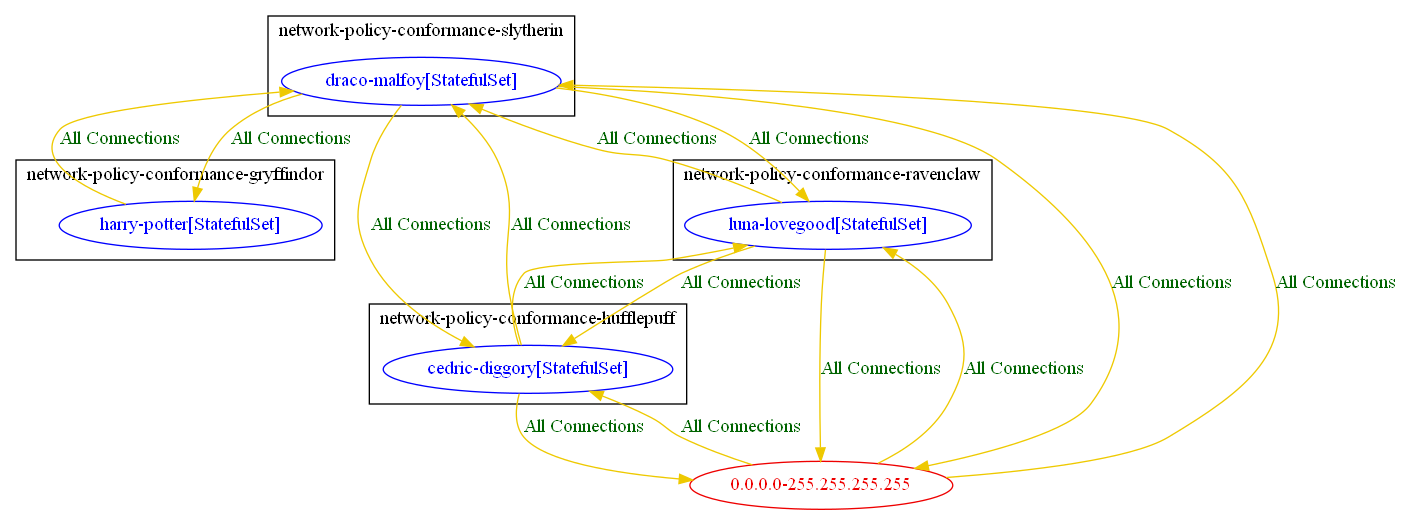 network-policy-conformance-slytherin
draco-malfoy[StatefulSet]
All Connections
All Connections
All Connections
All Connections
network-policy-conformance-gryffindor
network-policy-conformance-ravenclaw
harry-potter[StatefulSet]
All Connections
All Connections
luna-lovegood[StatefulSet]
All Connections
All Connections
All Connections
All Connections
network-policy-conformance-hufflepuff
cedric-diggory[StatefulSet]
All Connections
All Connections
All Connections
All Connections
0.0.0.0-255.255.255.255